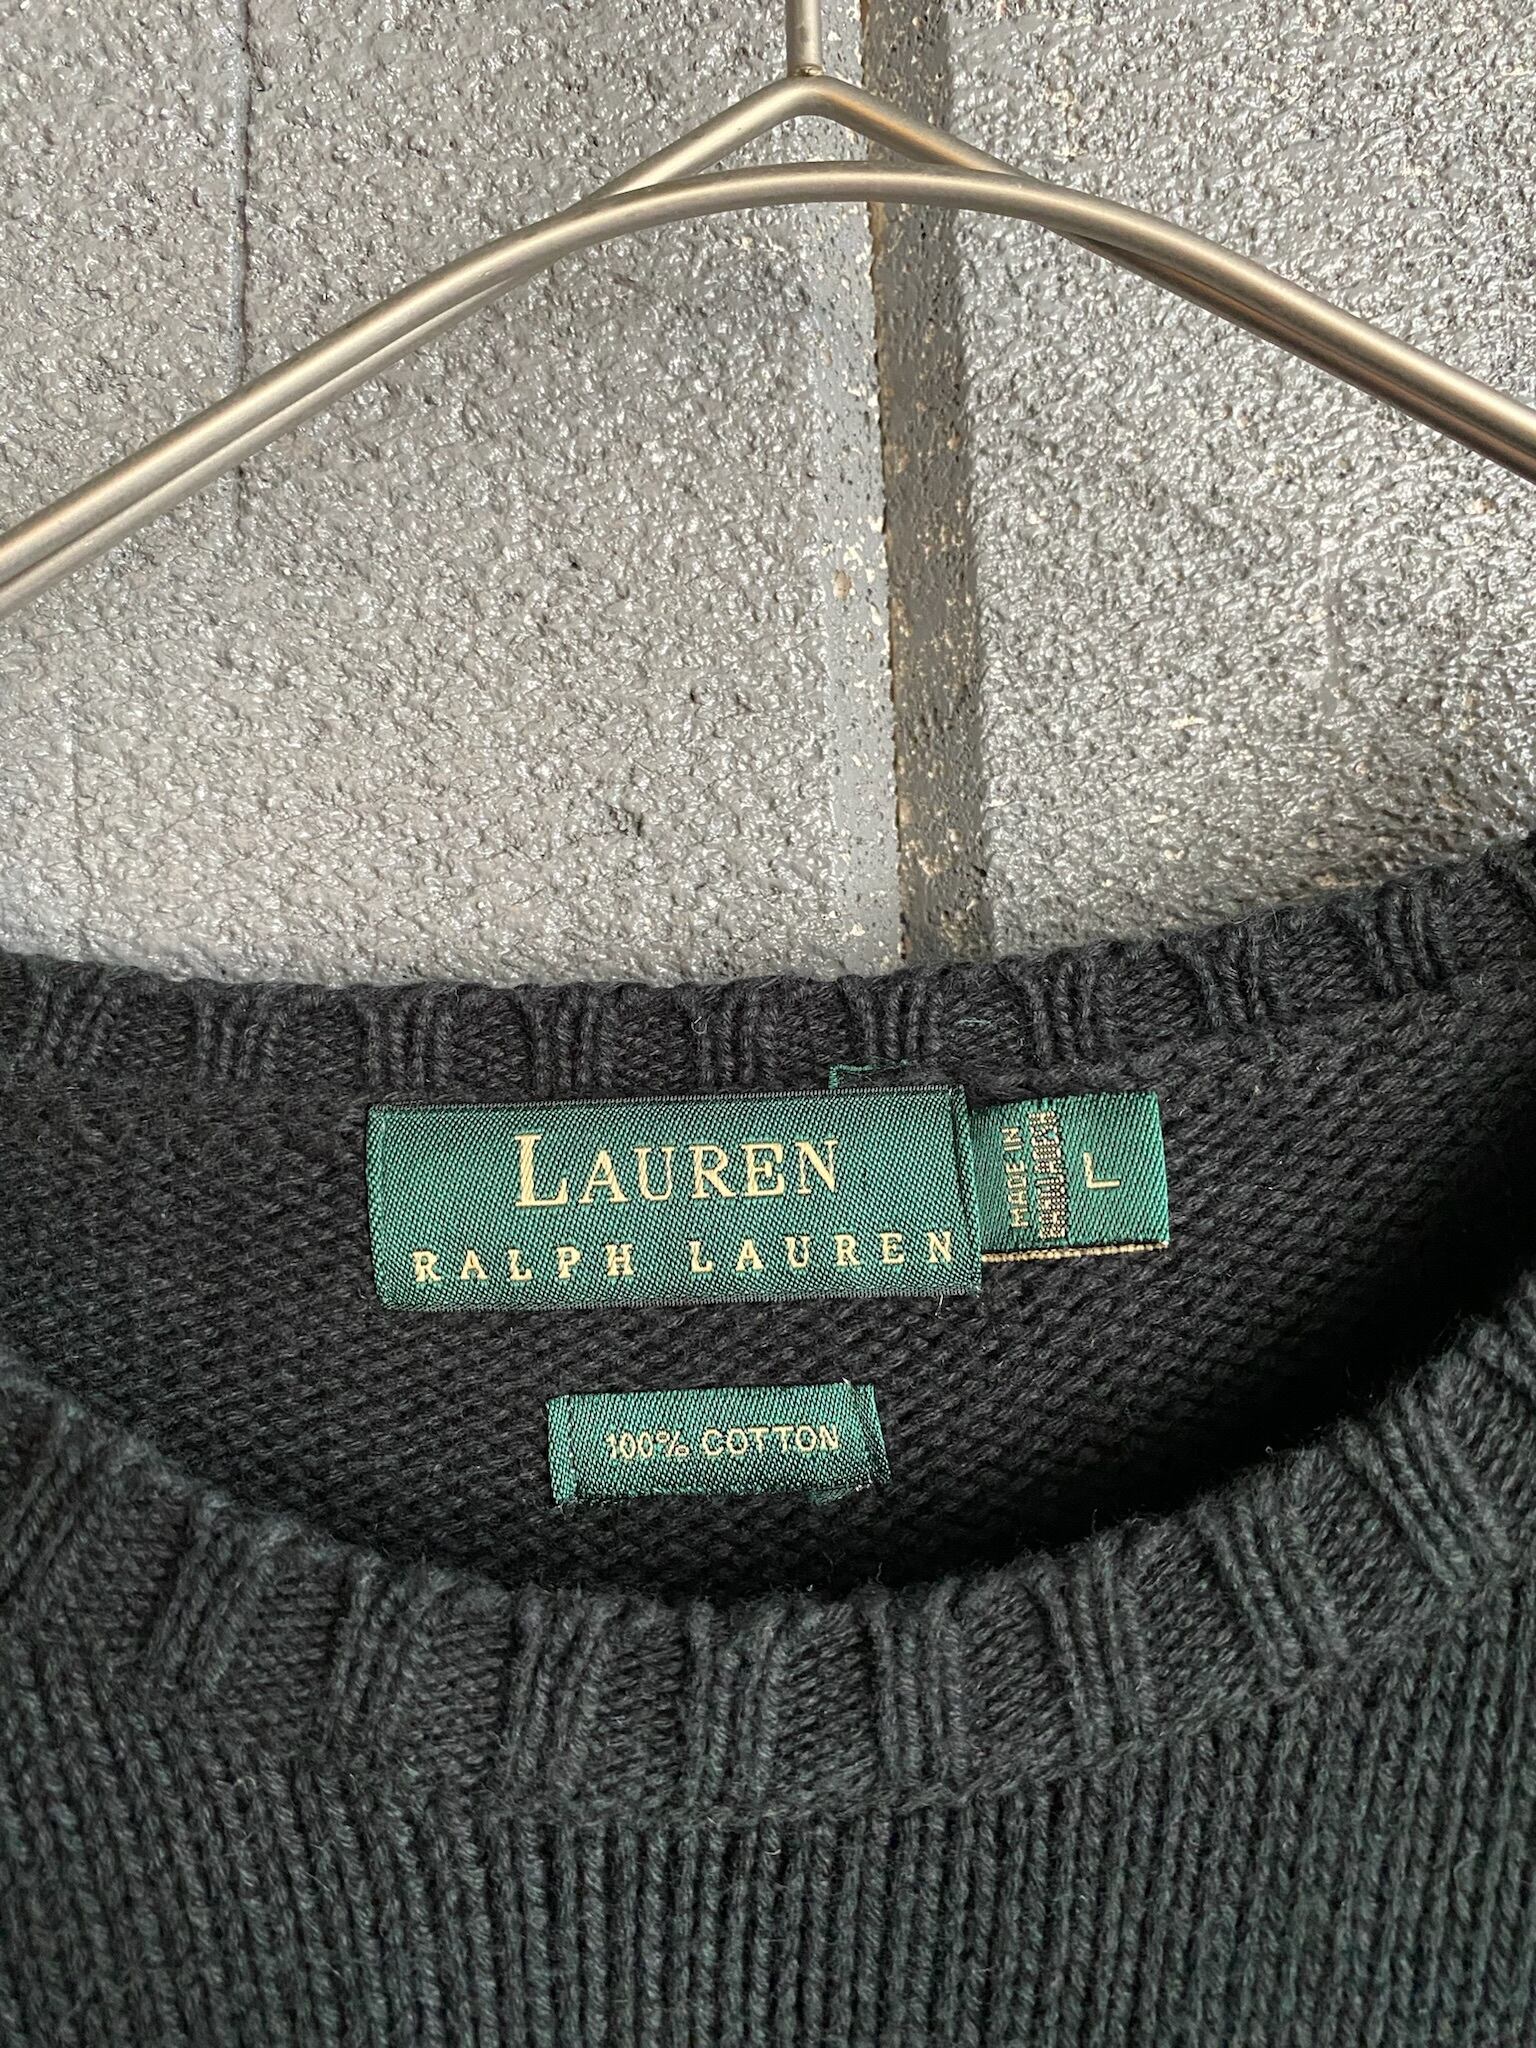 LAUREN
RALPH LAUREN
MADE IN
L
100% COTTON